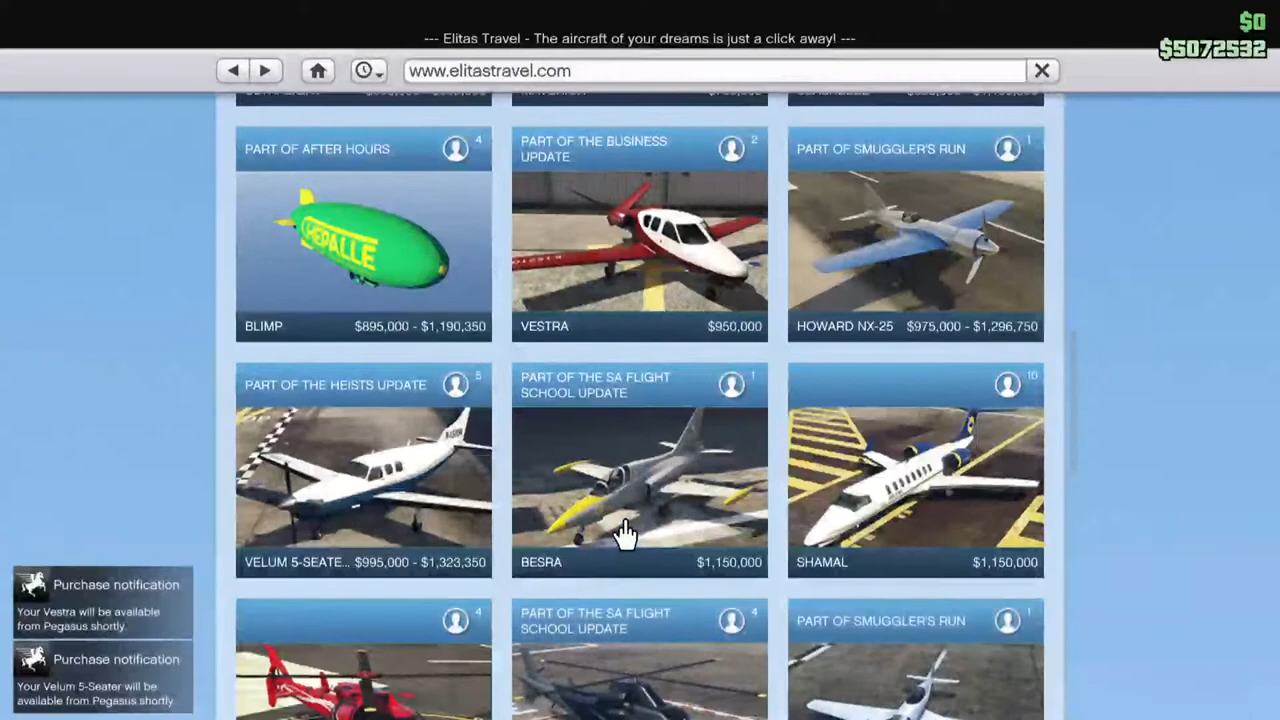 $0
$5072532
--- Elitas Travel - The aircraft of your dreams is just a click away! ---
www.elitastravel.com
PART OF AFTER HOURS
4
PART OF THE BUSINESS
UPDATE
2
PART OF SMUGGLER'S RUN
1
HEPALLE
BLIMP $895,000 - $1,190,350
VESTRA $950,000
HOWARD NX-25 $975,000 - $1,296,750
PART OF THE HEISTS UPDATE
5
PART OF THE SA FLIGHT
SCHOOL UPDATE
1
10
VELUM 5-SEATE... $995,000 - $1,323,350
BESRA $1,150,000
SHAMAL $1,150,000
4
PART OF THE SA FLIGHT
SCHOOL UPDATE
4
PART OF SMUGGLER'S RUN
1
Purchase notification
Your Vestra will be available
from Pegasus shortly.
Purchase notification
Your Velum 5-Seater will be
available from Pegasus shortly.